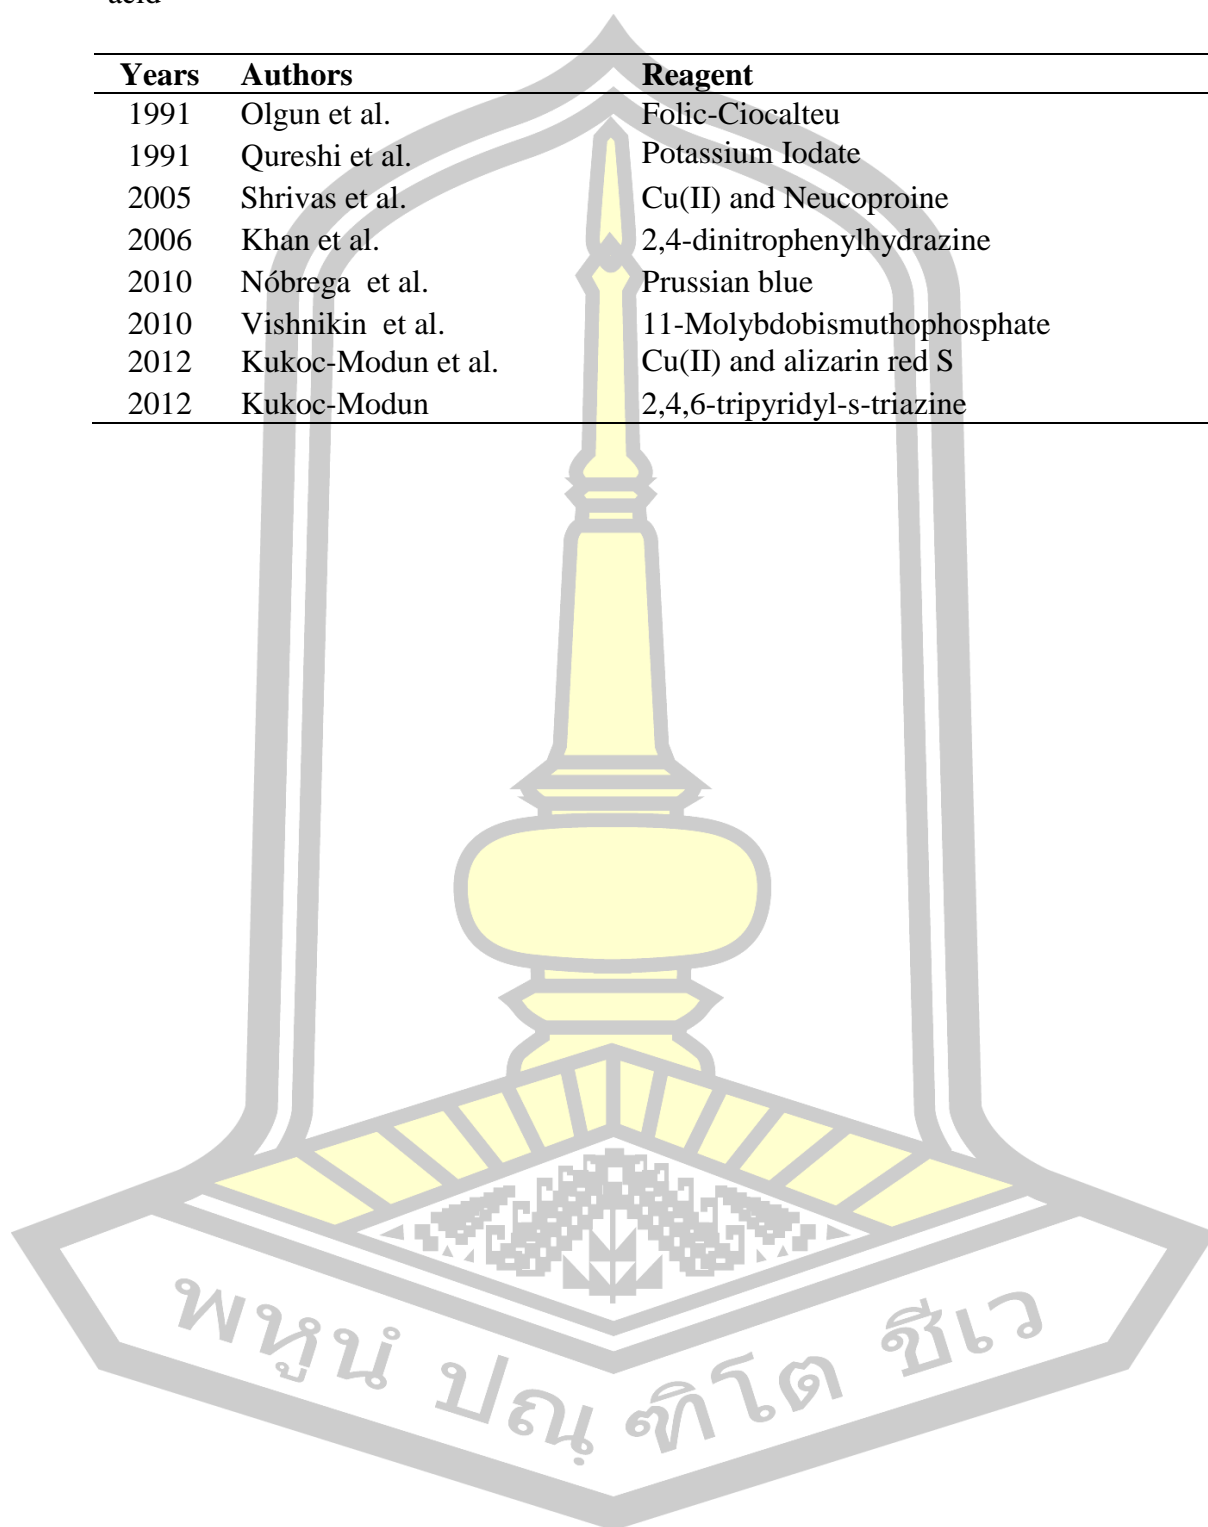 acid
Years Authors Reagent
1991 Olgun et al. Folic-Ciocalteu
1991 Qureshi et al. Potassium Iodate
2005 Shrivas et al. Cu(II) and Neucoproine
2006 Khan et al. 2,4-dinitrophenylhydrazine
2010 Nóbrega et al. Prussian blue
2010 Vishnikin et al. 11-Molybdobismuthophosphate
2012 Kukoc-Modun et al. Cu(II) and alizarin red S
2012 Kukoc-Modun 2,4,6-tripyridyl-s-triazine
พหูนํ ปณฺฑิโต ชีเว